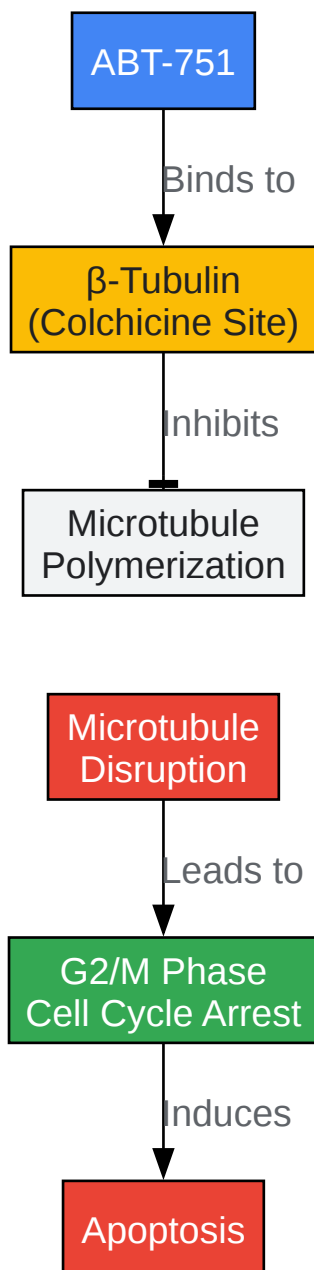 ABT-751
Binds to
β-Tubulin
(Colchicine Site)
Inhibits
Microtubule
Polymerization
Microtubule
Disruption
Leads to
G2/M Phase
Cell Cycle Arrest
Induces
Apoptosis